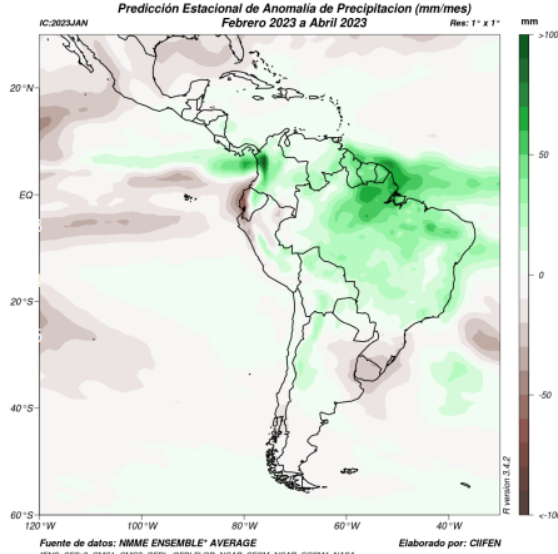 Predicción Estacional de Anomalía de Precipitacion (mm/mes)
IC:2023JAN
Febrero 2023 a Abril 2023
Res: 1° x 1°
mm
>100
50
0
-50
<-100
20°N
EQ
20°S
40°S
60°S
120°W
100°W
80°W
60°W
40°W
R version 3.4.2
Fuente de datos: NMME ENSEMBLE* AVERAGE
Elaborado por: CIIFEN